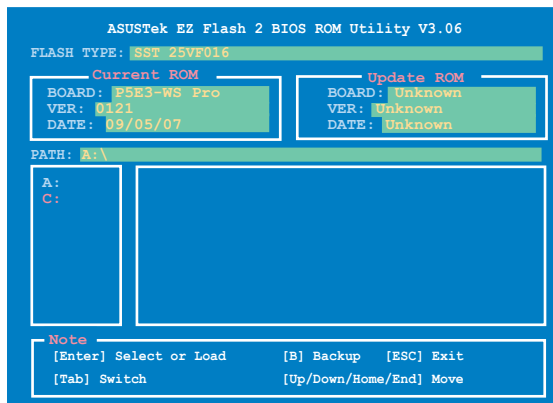 ASUSTek EZ Flash 2 BIOS ROM Utility V3.06
FLASH TYPE: SST 25VF016
Current ROM
BOARD: P5E3-WS Pro
VER: 0121
DATE: 09/05/07
Update ROM
BOARD: Unknown
VER: Unknown
DATE: Unknown
PATH: A:\
A:
C:
Note
[Enter] Select or Load [B] Backup [ESC] Exit
[Tab] Switch [Up/Down/Home/End] Move